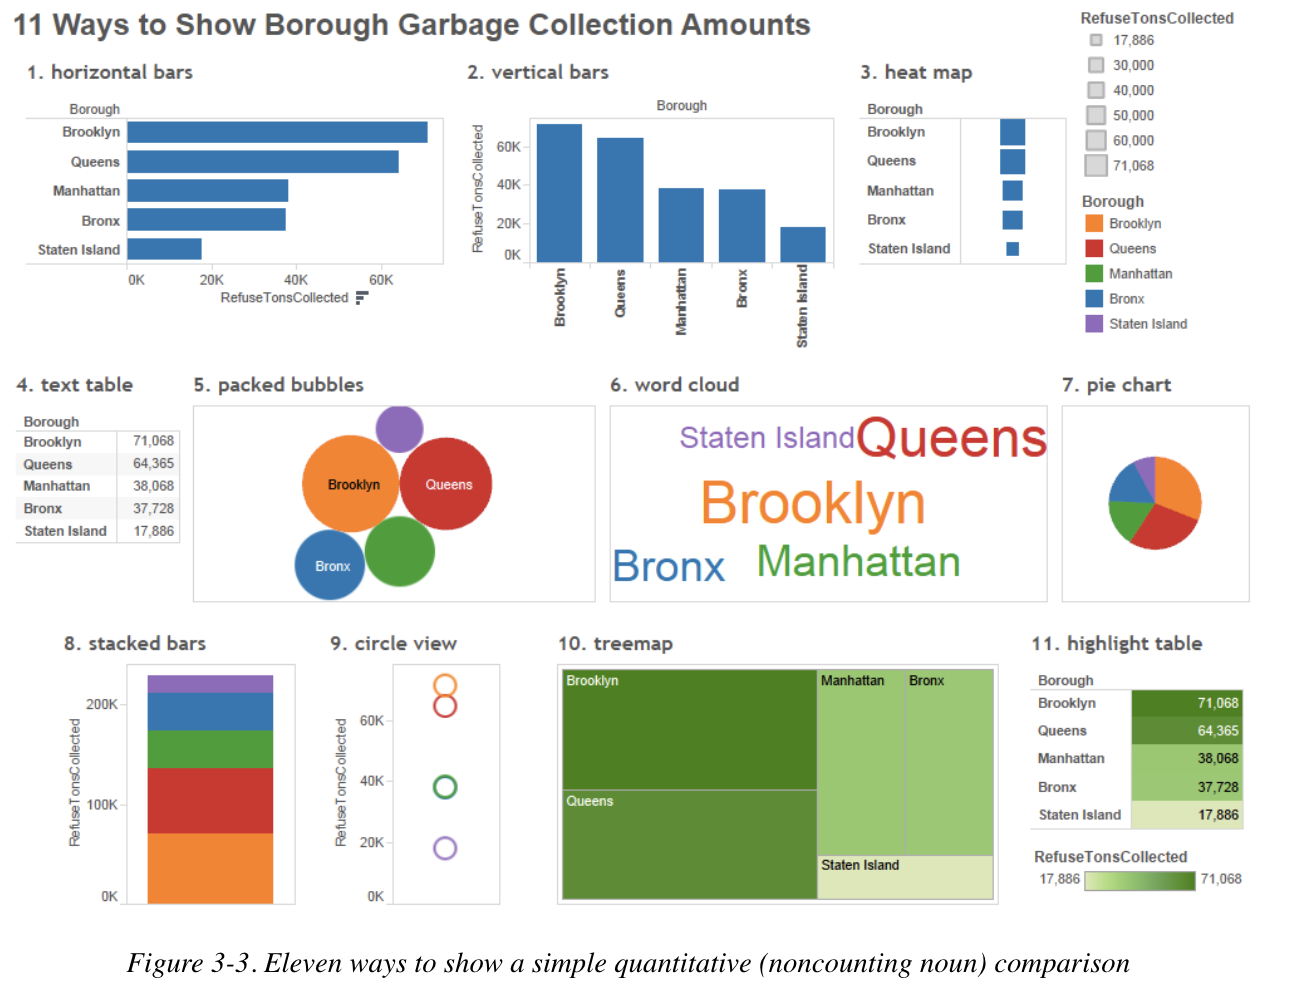 11 Ways to Show Borough Garbage Collection Amounts
RefuseTonsCollected
17,886
30,000
40,000
50,000
60,000
71,068
Borough
Brooklyn
Queens
Manhattan
Bronx
Staten Island
1. horizontal bars
Borough
Brooklyn
Queens
Manhattan
Bronx
Staten Island
0K 20K 40K 60K
RefuseTonsCollected
2. vertical bars
Borough
RefuseTonsCollected
60K
40K
20K
0K
Brooklyn
Queens
Manhattan
Bronx
Staten Island
3. heat map
Borough
Brooklyn
Queens
Manhattan
Bronx
Staten Island
4. text table
Borough
Brooklyn 71,068
Queens 64,365
Manhattan 38,068
Bronx 37,728
Staten Island 17,886
5. packed bubbles
Brooklyn
Queens
Bronx
6. word cloud
Staten Island
Queens
Brooklyn
Bronx
Manhattan
7. pie chart
8. stacked bars
RefuseTonsCollected
200K
100K
0K
9. circle view
RefuseTonsCollected
60K
40K
20K
0K
10. treemap
Brooklyn
Manhattan
Bronx
Queens
Staten Island
11. highlight table
Borough
Brooklyn 71,068
Queens 64,365
Manhattan 38,068
Bronx 37,728
Staten Island 17,886
RefuseTonsCollected
17,886 71,068
Figure 3-3. Eleven ways to show a simple quantitative (noncounting noun) comparison